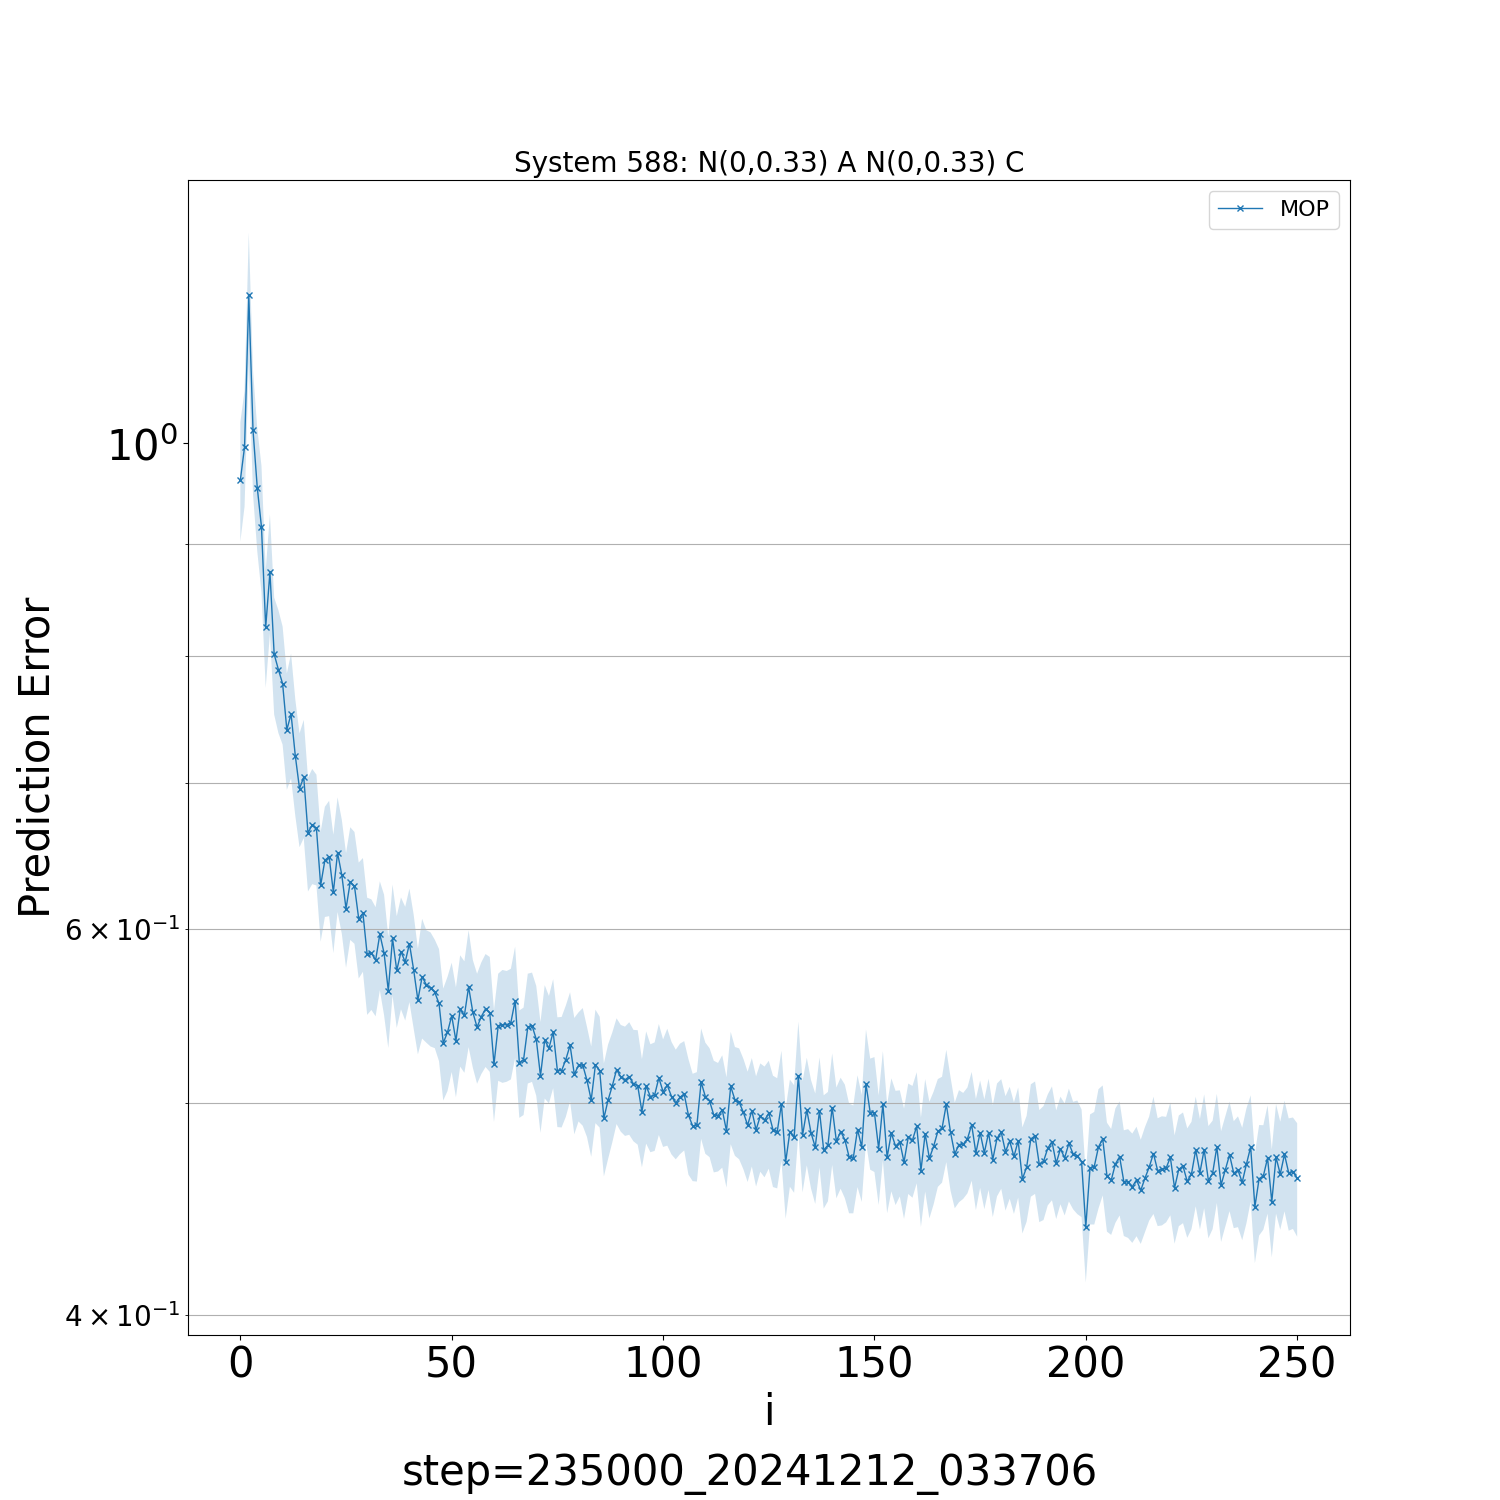 System 588: N(0,0.33) A N(0,0.33) C
MOP
10⁰
6 × 10⁻¹
4 × 10⁻¹
Prediction Error
0 50 100 150 200 250
i
step=235000_20241212_033706